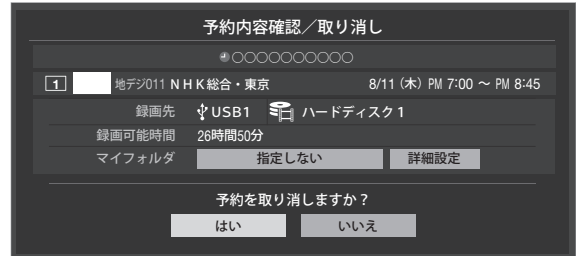 予約内容確認／取り消し
○○○○○○○○○○
1 地デジ011 NHK総合・東京 8/11（木）PM 7:00 ～ PM 8:45
録画先 USB1 ハードディスク1
録画可能時間 26時間50分
マイフォルダ 指定しない 詳細設定
予約を取り消しますか？
はい いいえ